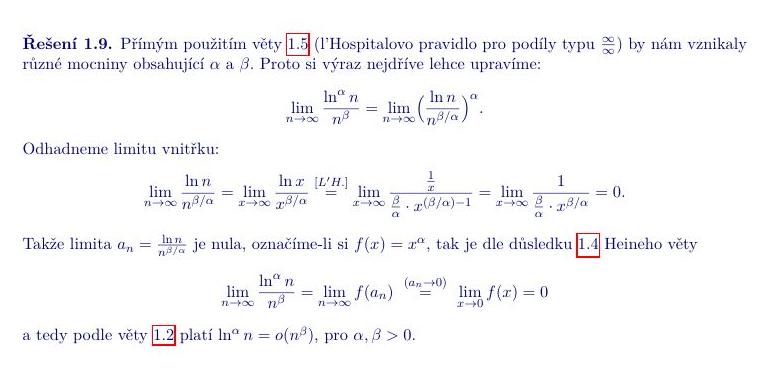 Řešení 1.9. Přímým použitím věty 1.5 (l'Hospitalovo pravidlo pro podíly typu $\frac{\infty}{\infty}$) by nám vznikaly
různé mocniny obsahující α a β. Proto si výraz nejdříve lehce upravíme:
$\lim_{n\to\infty} \frac{\ln^\alpha n}{n^\beta} = \lim_{n\to\infty} \left(\frac{\ln n}{n^{\beta/\alpha}}\right)^\alpha.$
Odhadneme limitu vnitřku:
$\lim_{n\to\infty} \frac{\ln n}{n^{\beta/\alpha}} = \lim_{x\to\infty} \frac{\ln x}{x^{\beta/\alpha}} \overset{[L'H.]}{=} \lim_{x\to\infty} \frac{\frac{1}{x}}{\frac{\beta}{\alpha} \cdot x^{(\beta/\alpha)-1}} = \lim_{x\to\infty} \frac{1}{\frac{\beta}{\alpha} \cdot x^{\beta/\alpha}} = 0.$
Takže limita $a_n = \frac{\ln n}{n^{\beta/\alpha}}$ je nula, označíme-li si $f(x) = x^\alpha$, tak je dle důsledku 1.4 Heineho věty
$\lim_{n\to\infty} \frac{\ln^\alpha n}{n^\beta} = \lim_{n\to\infty} f(a_n) \overset{(a_n\to 0)}{=} \lim_{x\to 0} f(x) = 0$
a tedy podle věty 1.2 platí $\ln^\alpha n = o(n^\beta)$, pro $\alpha, \beta > 0$.